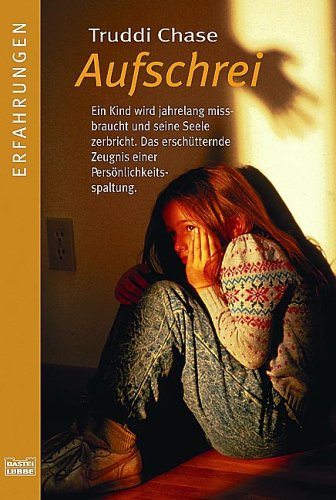 ERFAHRUNGEN
Truddi Chase
Aufschrei
Ein Kind wird jahrelang miss-
braucht und seine Seele
zerbricht. Das erschütternde
Zeugnis einer
Persönlichkeits-
spaltung.
BASTEI
LÜBBE